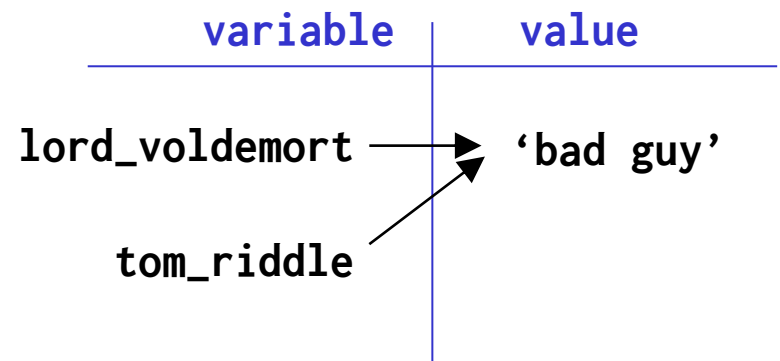 variable value
lord_voldemort ‘bad guy’
tom_riddle